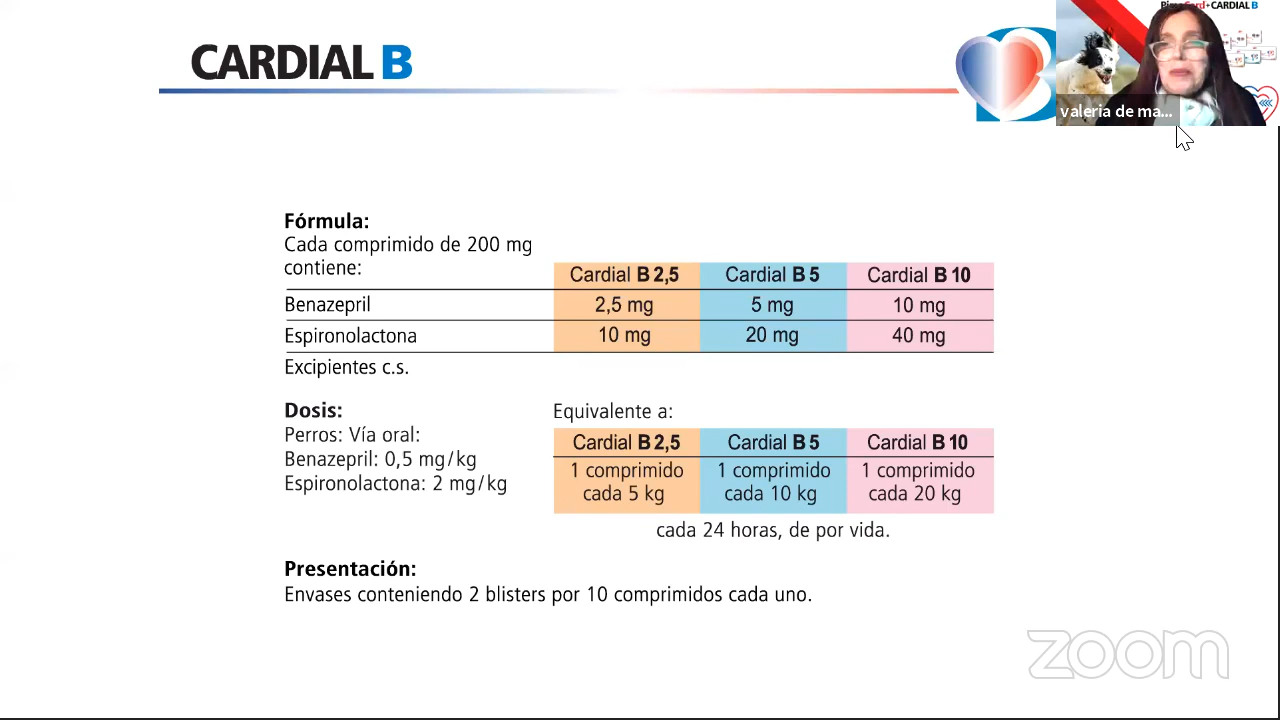 CARDIAL B
CARDIAL B
valeria de ma...
Fórmula:
Cada comprimido de 200 mg
contiene:
Cardial B 2,5 Cardial B 5 Cardial B 10
Benazepril 2,5 mg 5 mg 10 mg
Espironolactona 10 mg 20 mg 40 mg
Excipientes c.s.
Dosis:
Perros: Vía oral:
Benazepril: 0,5 mg/kg
Espironolactona: 2 mg/kg
Equivalente a:
Cardial B 2,5 Cardial B 5 Cardial B 10
1 comprimido 1 comprimido 1 comprimido
cada 5 kg cada 10 kg cada 20 kg
cada 24 horas, de por vida.
Presentación:
Envases conteniendo 2 blisters por 10 comprimidos cada uno.
zoom